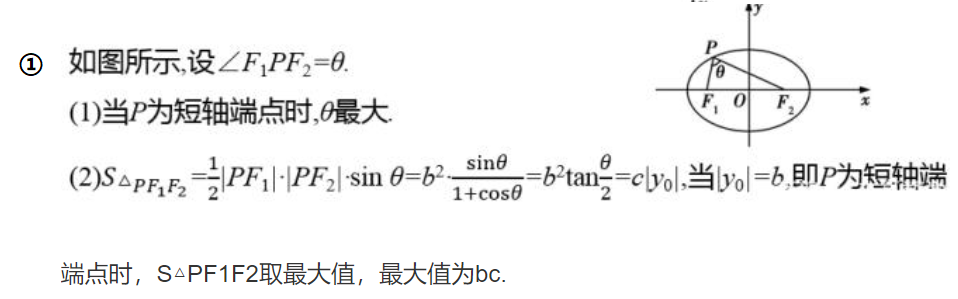 ① 如图所示,设∠F₁PF₂=θ.
(1)当P为短轴端点时,θ最大.
(2)S△PF₁F₂=1/2|PF₁|·|PF₂|·sin θ=b²·sinθ/(1+cosθ)=b²tanθ/2=c|y₀|,当|y₀|=b,即P为短轴端
端点时，S△PF1F2取最大值，最大值为bc.
y
P
θ
F₁ O F₂ x